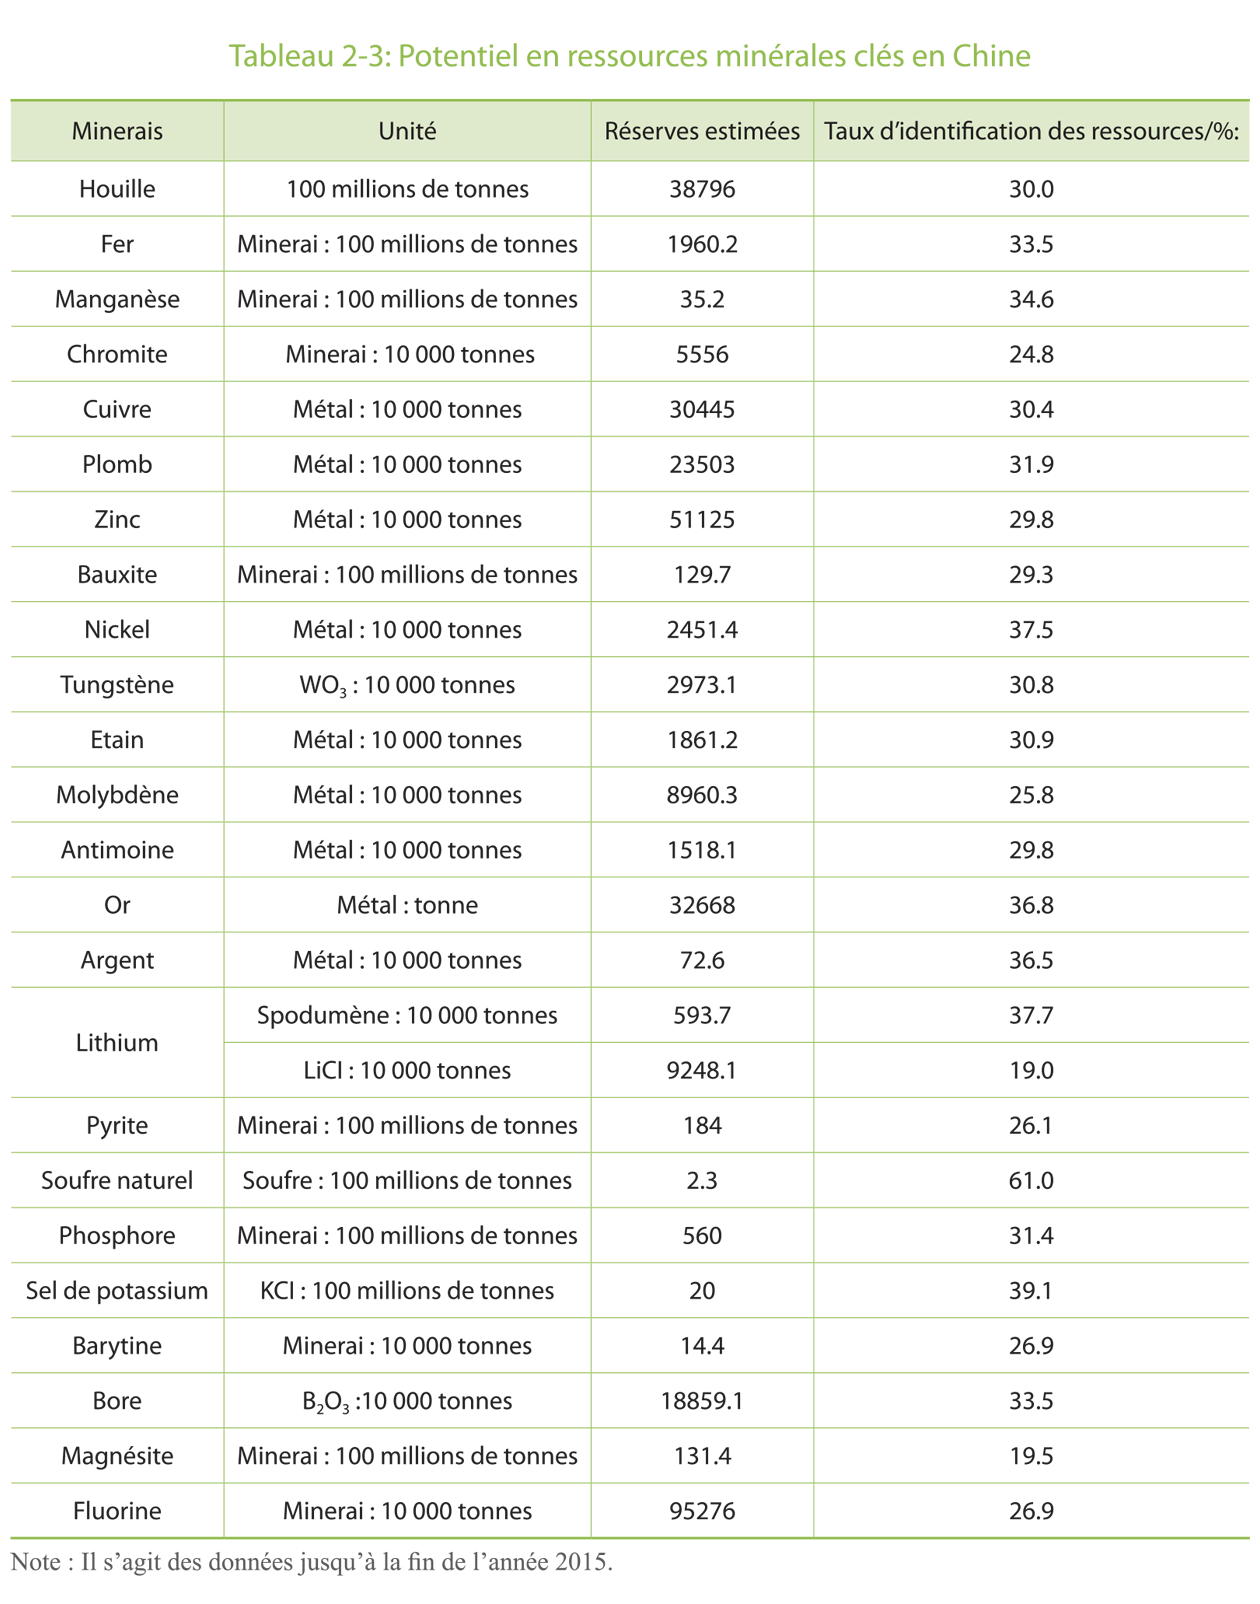 Tableau 2-3: Potentiel en ressources minérales clés en Chine
Minerais Unité Réserves estimées Taux d’identification des ressources/%:
Houille 100 millions de tonnes 38796 30.0
Fer Minerai : 100 millions de tonnes 1960.2 33.5
Manganèse Minerai : 100 millions de tonnes 35.2 34.6
Chromite Minerai : 10 000 tonnes 5556 24.8
Cuivre Métal : 10 000 tonnes 30445 30.4
Plomb Métal : 10 000 tonnes 23503 31.9
Zinc Métal : 10 000 tonnes 51125 29.8
Bauxite Minerai : 100 millions de tonnes 129.7 29.3
Nickel Métal : 10 000 tonnes 2451.4 37.5
Tungstène WO₃ : 10 000 tonnes 2973.1 30.8
Etain Métal : 10 000 tonnes 1861.2 30.9
Molybdène Métal : 10 000 tonnes 8960.3 25.8
Antimoine Métal : 10 000 tonnes 1518.1 29.8
Or Métal : tonne 32668 36.8
Argent Métal : 10 000 tonnes 72.6 36.5
Lithium Spodumène : 10 000 tonnes 593.7 37.7
LiCl : 10 000 tonnes 9248.1 19.0
Pyrite Minerai : 100 millions de tonnes 184 26.1
Soufre naturel Soufre : 100 millions de tonnes 2.3 61.0
Phosphore Minerai : 100 millions de tonnes 560 31.4
Sel de potassium KCl : 100 millions de tonnes 20 39.1
Barytine Minerai : 10 000 tonnes 14.4 26.9
Bore B₂O₃ :10 000 tonnes 18859.1 33.5
Magnésite Minerai : 100 millions de tonnes 131.4 19.5
Fluorine Minerai : 10 000 tonnes 95276 26.9
Note : Il s’agit des données jusqu’à la fin de l’année 2015.